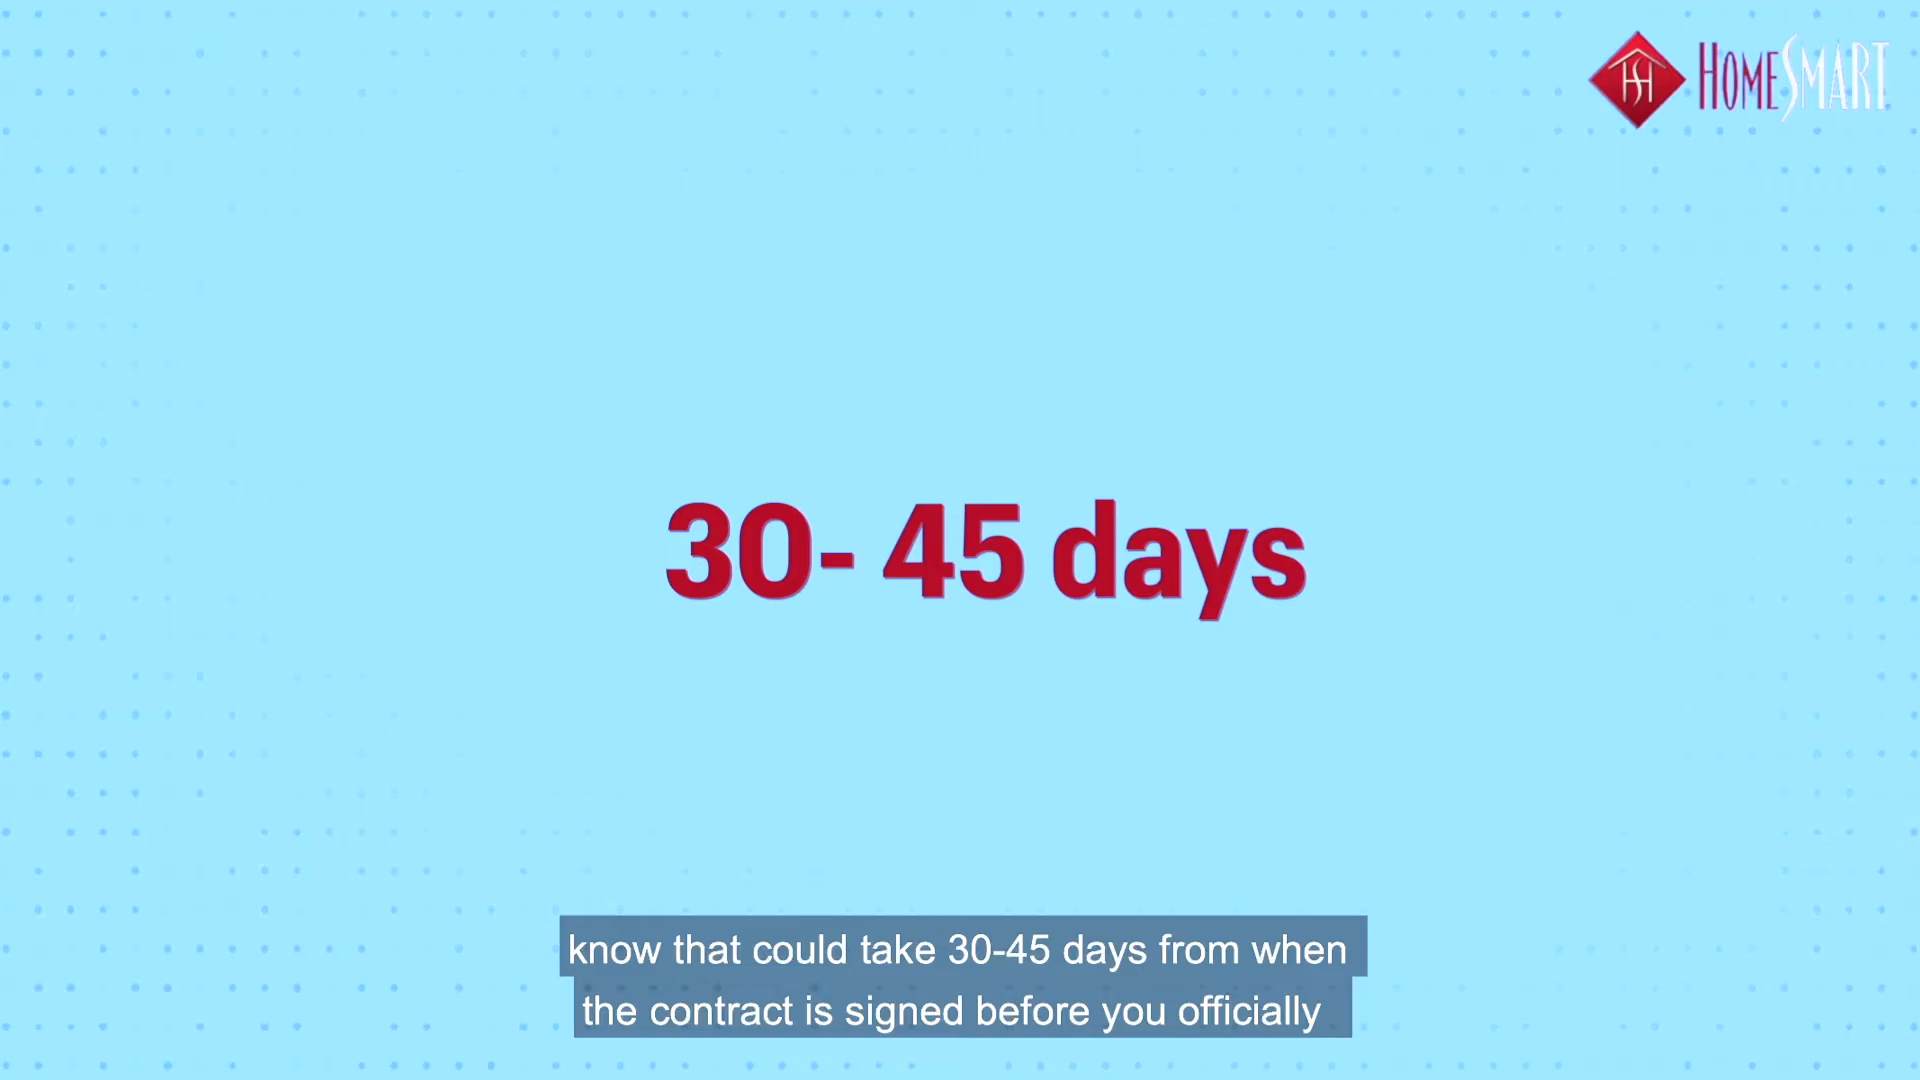 HOMESMART
30- 45 days
know that could take 30-45 days from when
the contract is signed before you officially